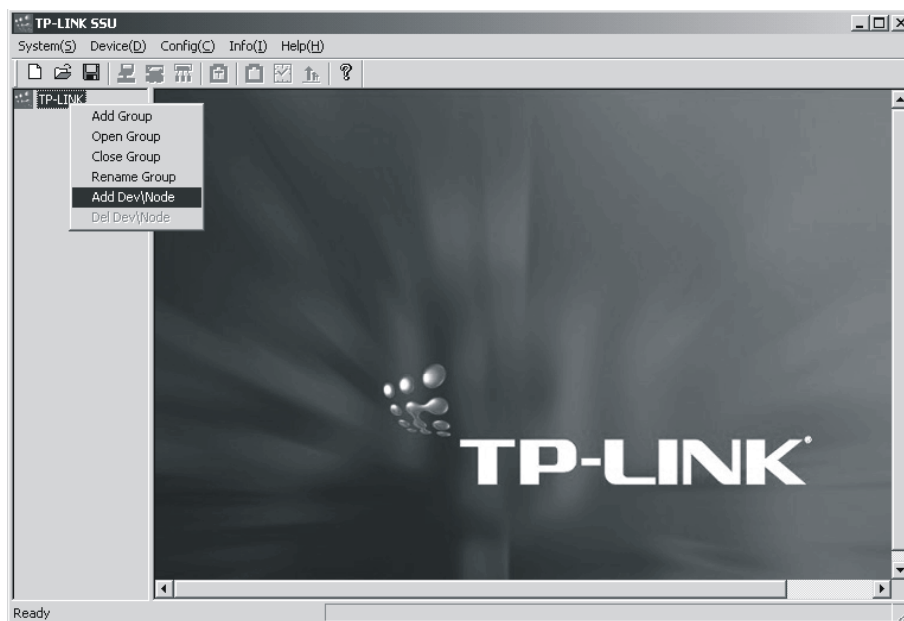 TP-LINK SSU
System(S) Device(D) Config(C) Info(I) Help(H)
TP-LINK
Add Group
Open Group
Close Group
Rename Group
Add Dev\Node
Del Dev\Node
TP-LINK
Ready